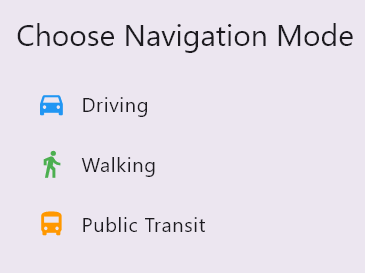 Choose Navigation Mode
Driving
Walking
Public Transit